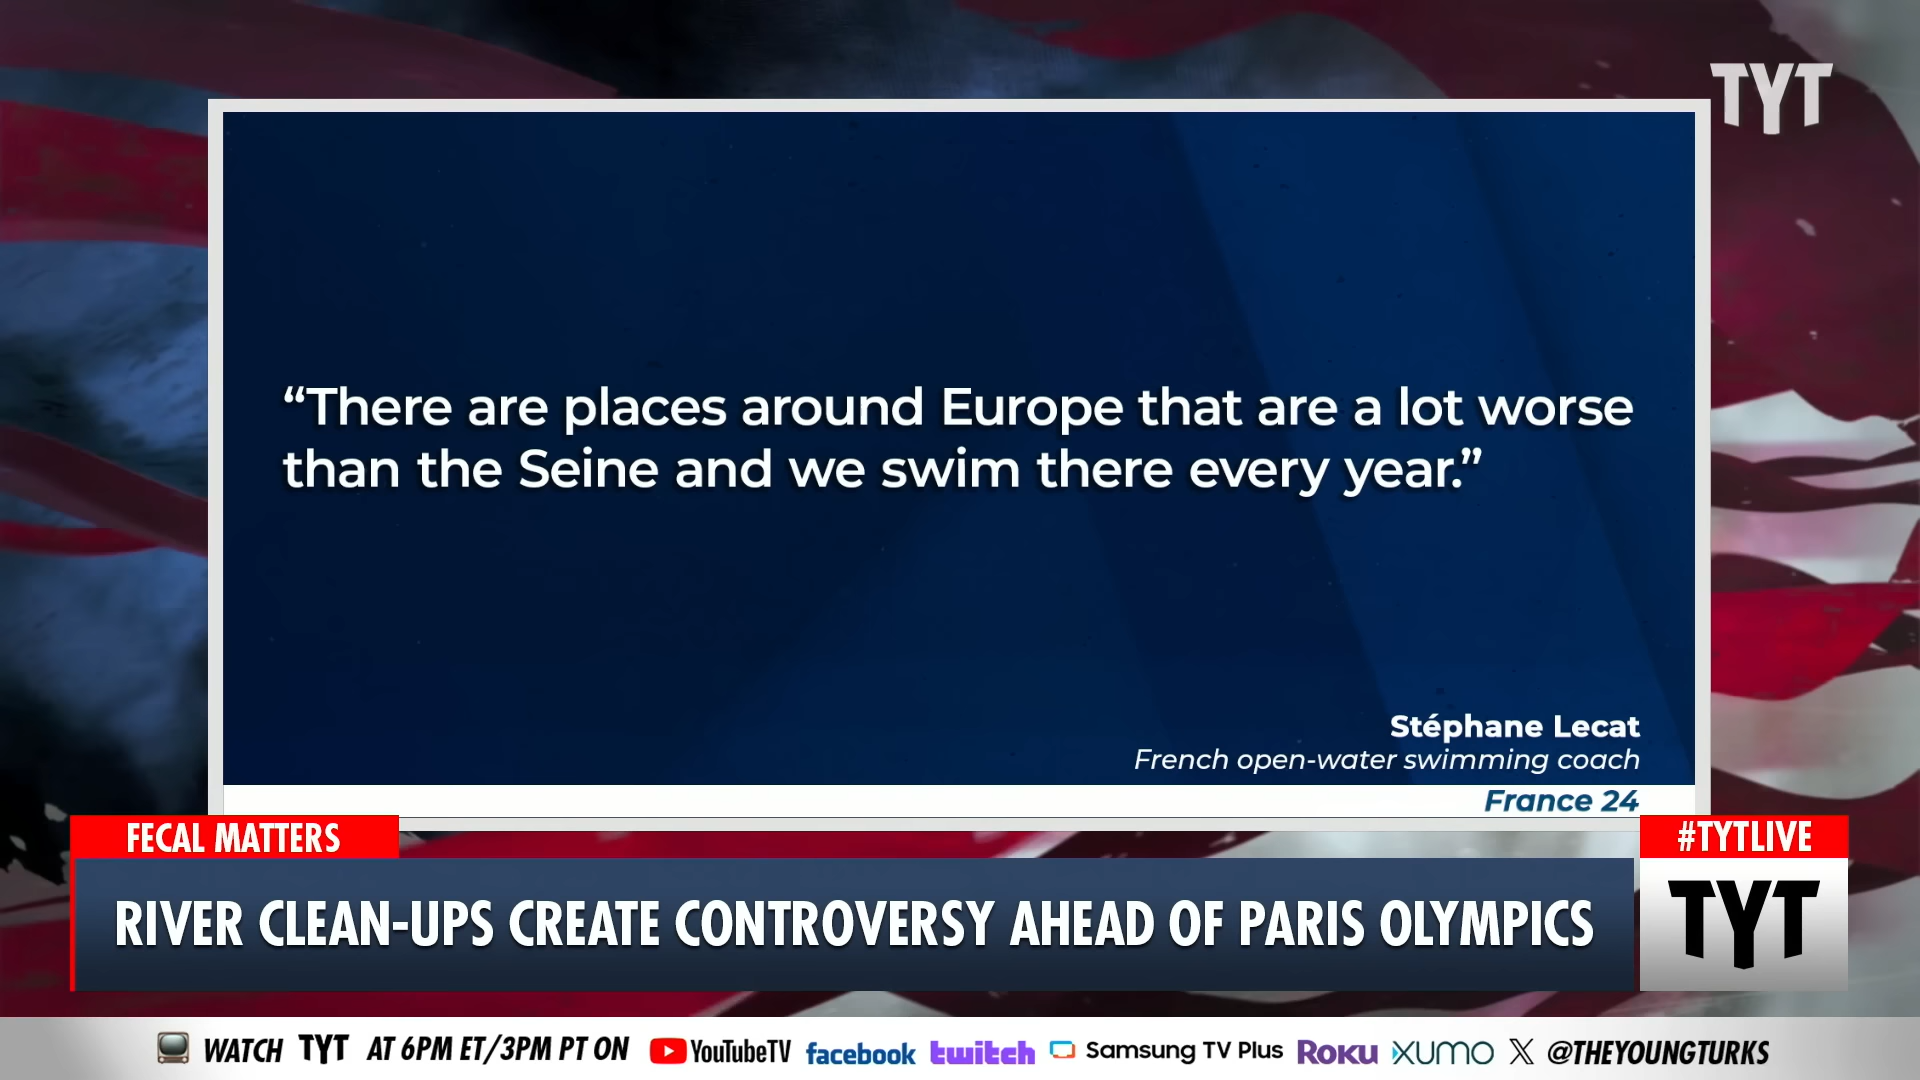 TYT
“There are places around Europe that are a lot worse
than the Seine and we swim there every year.”
Stéphane Lecat
French open-water swimming coach
France 24
FECAL MATTERS
#TYTLIVE
RIVER CLEAN-UPS CREATE CONTROVERSY AHEAD OF PARIS OLYMPICS
TYT
WATCH TYT AT 6PM ET/3PM PT ON YouTubeTV facebook twitch Samsung TV Plus ROKU XUMO X @THEYOUNGTURKS